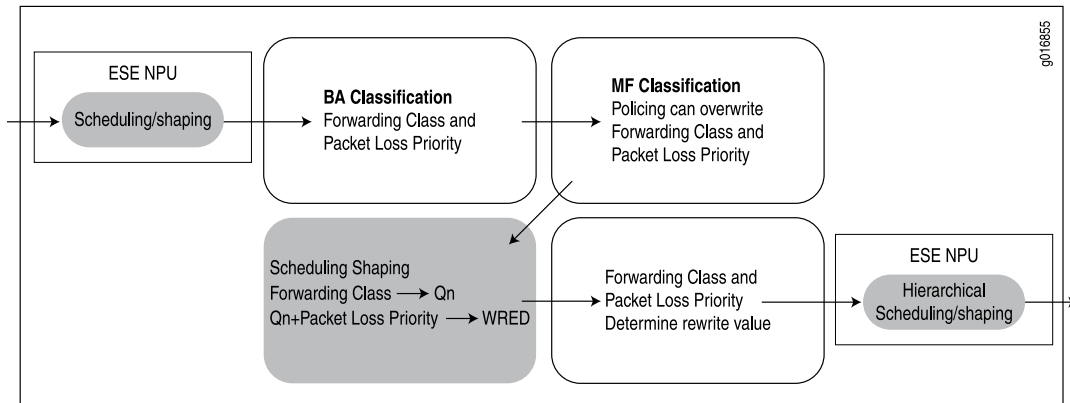 g016855
ESE NPU
Scheduling/shaping
BA Classification
Forwarding Class and
Packet Loss Priority
MF Classification
Policing can overwrite
Forwarding Class and
Packet Loss Priority
Scheduling Shaping
Forwarding Class → Qn
Qn+Packet Loss Priority → WRED
Forwarding Class and
Packet Loss Priority
Determine rewrite value
ESE NPU
Hierarchical
Scheduling/shaping